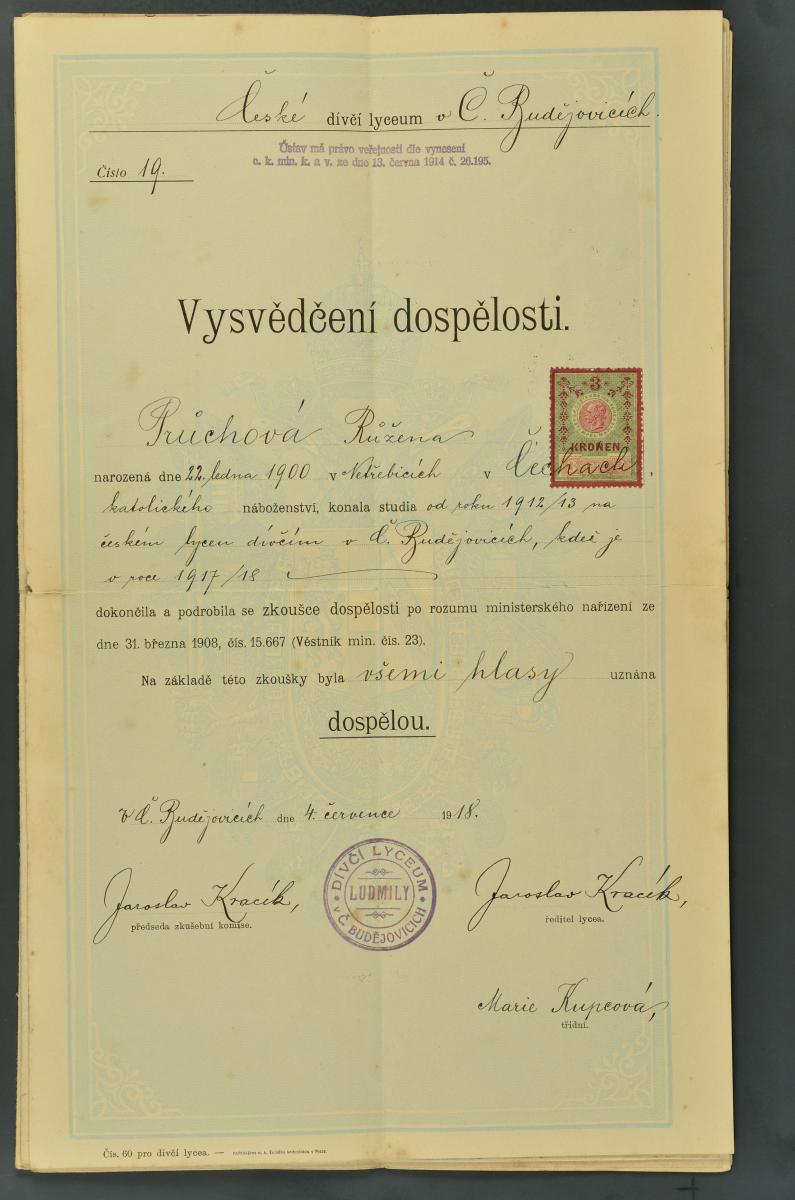 České dívčí lyceum v Č. Budějovicích.
Ústav má právo veřejnosti dle vynesení
c. k. min. k. a v. ze dne 13. června 1914 č. 26.195.
Číslo 19.
Vysvědčení dospělosti.
3
KRONEN
Průchová Růžena
narozená dne 22. ledna 1900 v Netřebicích v Čechách,
katolického náboženství, konala studia od roku 1912/13 na
českém lyceu dívčím v Č. Budějovicích, kdež je
v roce 1917/18
dokončila a podrobila se zkoušce dospělosti po rozumu ministerského nařízení ze
dne 31. března 1908, čís. 15.667 (Věstník min. čís. 23).
Na základě této zkoušky byla všemi hlasy uznána
dospělou.
V Č. Budějovicích dne 4. července 1918.
DÍVČÍ LYCEUM
LUDMILY
v Č. BUDĚJOVICÍCH
Jaroslav Kracík,
předseda zkušební komise.
Jaroslav Kracík,
ředitel lycea.
Marie Kupcová,
třídní.
Čís. 60 pro dívčí lycea. —